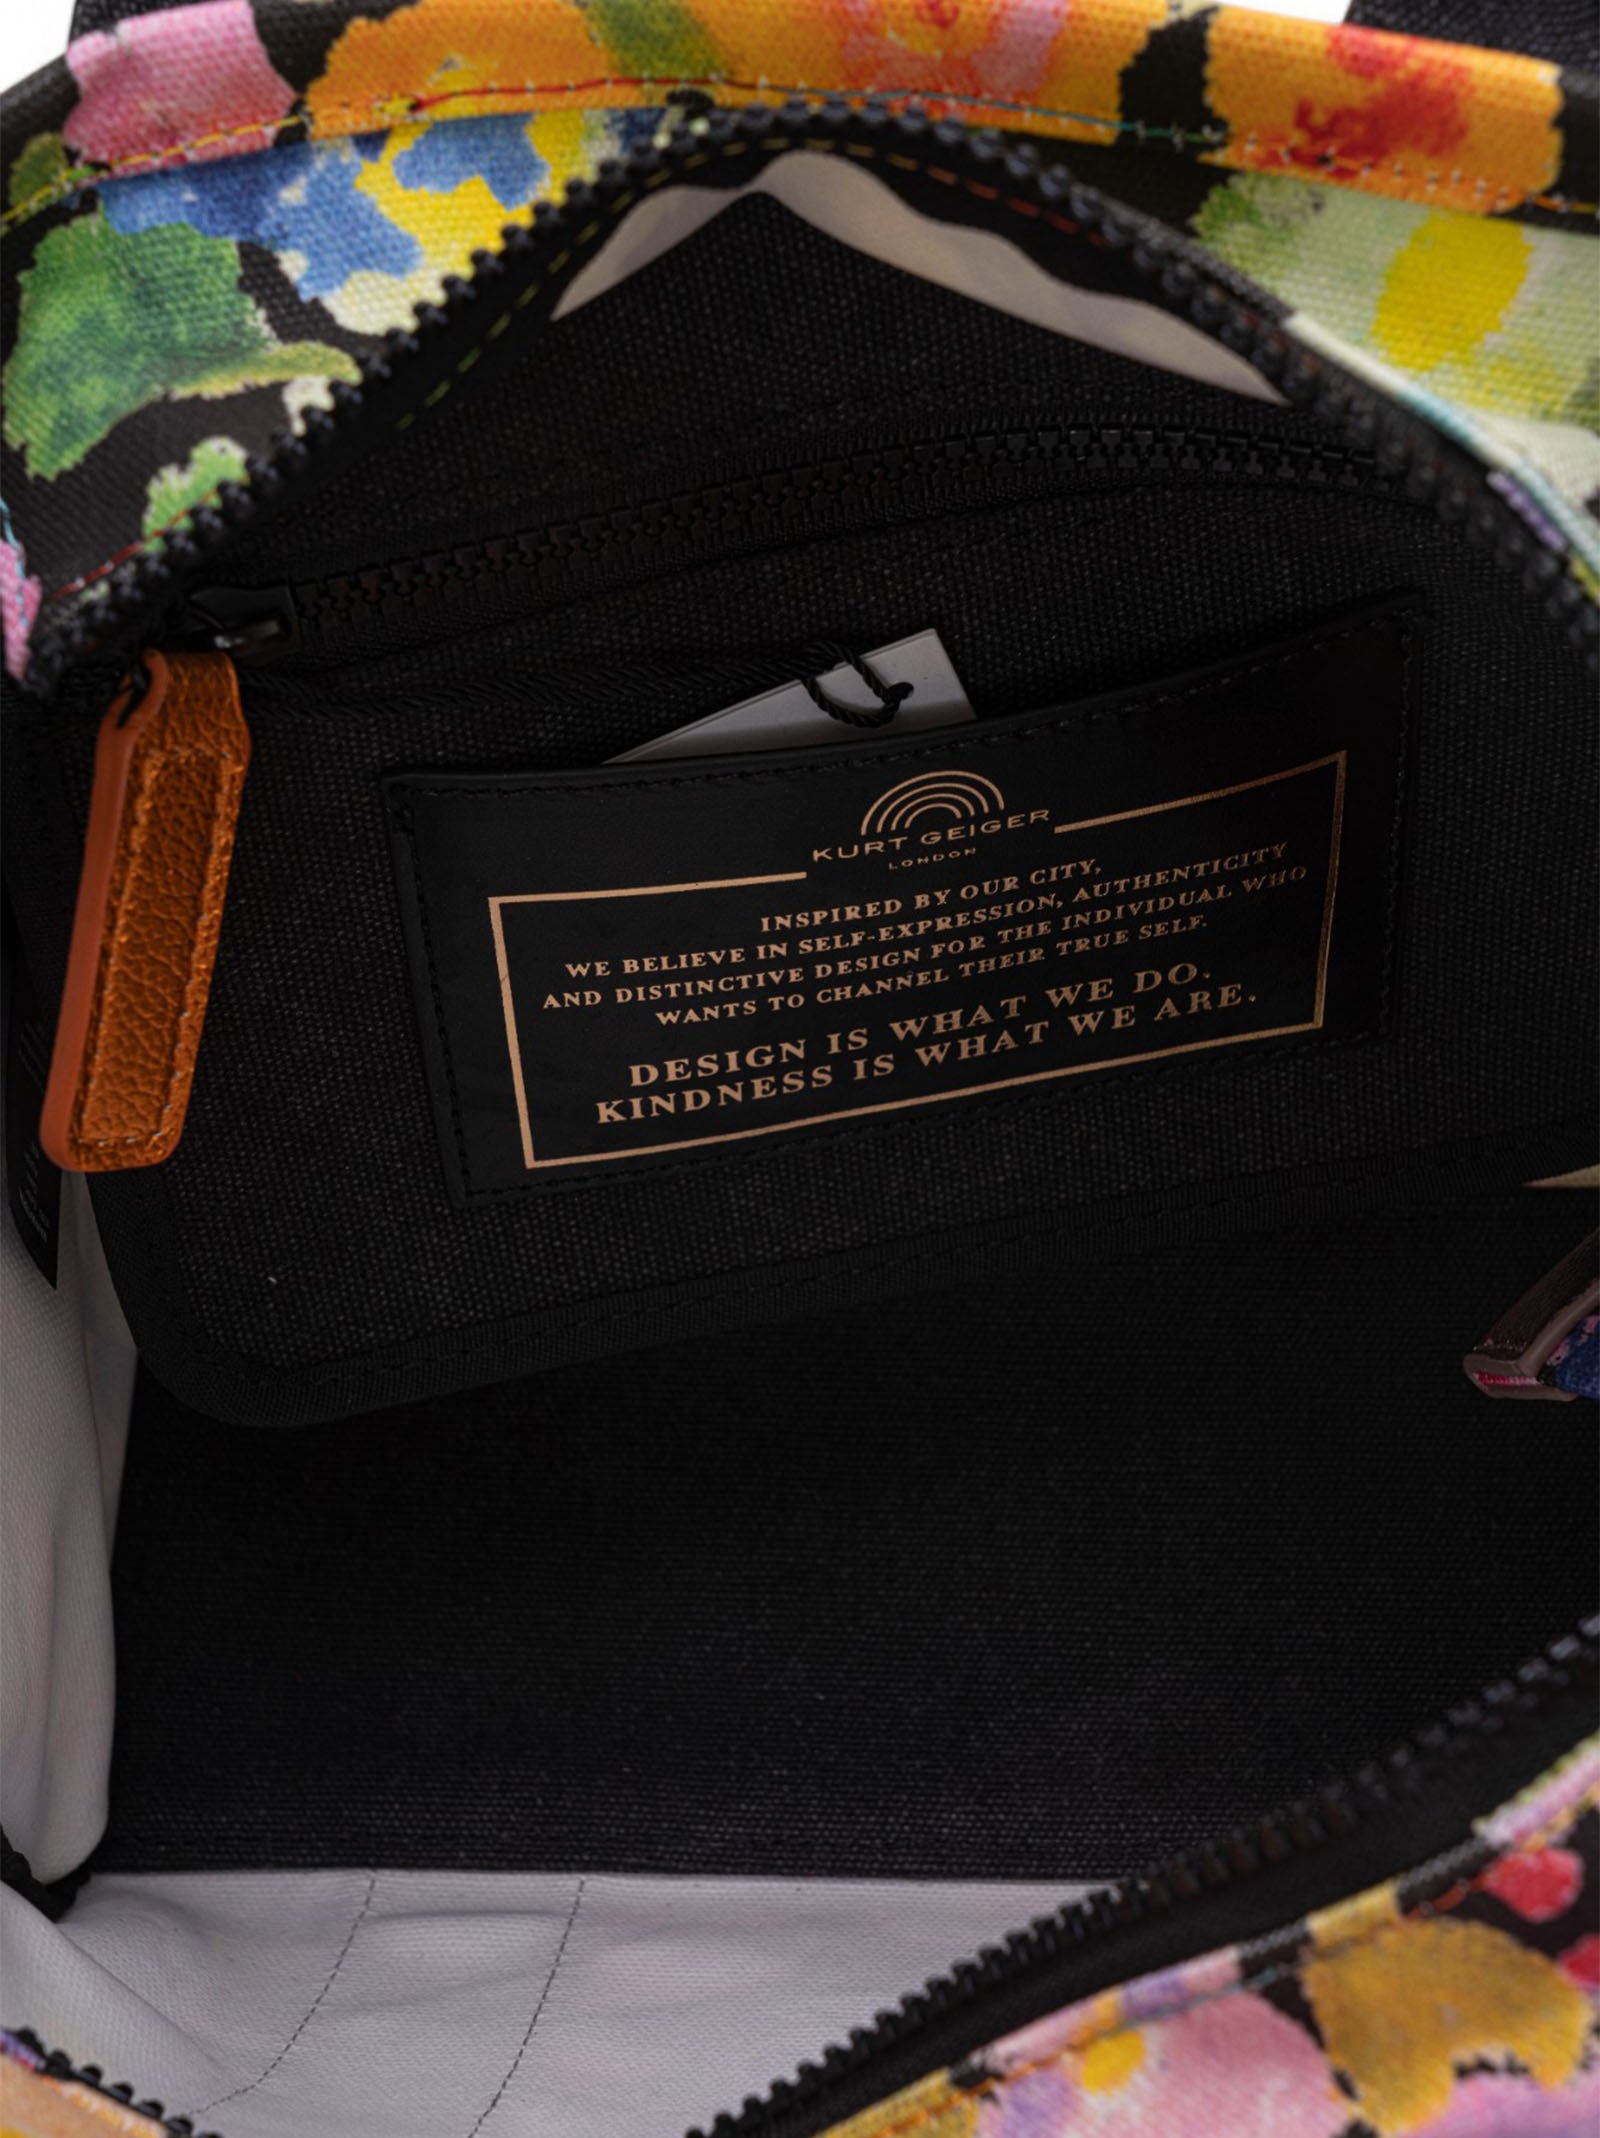 KURT GEIGER
LONDON
INSPIRED BY OUR CITY,
WE BELIEVE IN SELF-EXPRESSION, AUTHENTICITY
AND DISTINCTIVE DESIGN FOR THE INDIVIDUAL WHO
WANTS TO CHANNEL THEIR TRUE SELF.
DESIGN IS WHAT WE DO.
KINDNESS IS WHAT WE ARE.